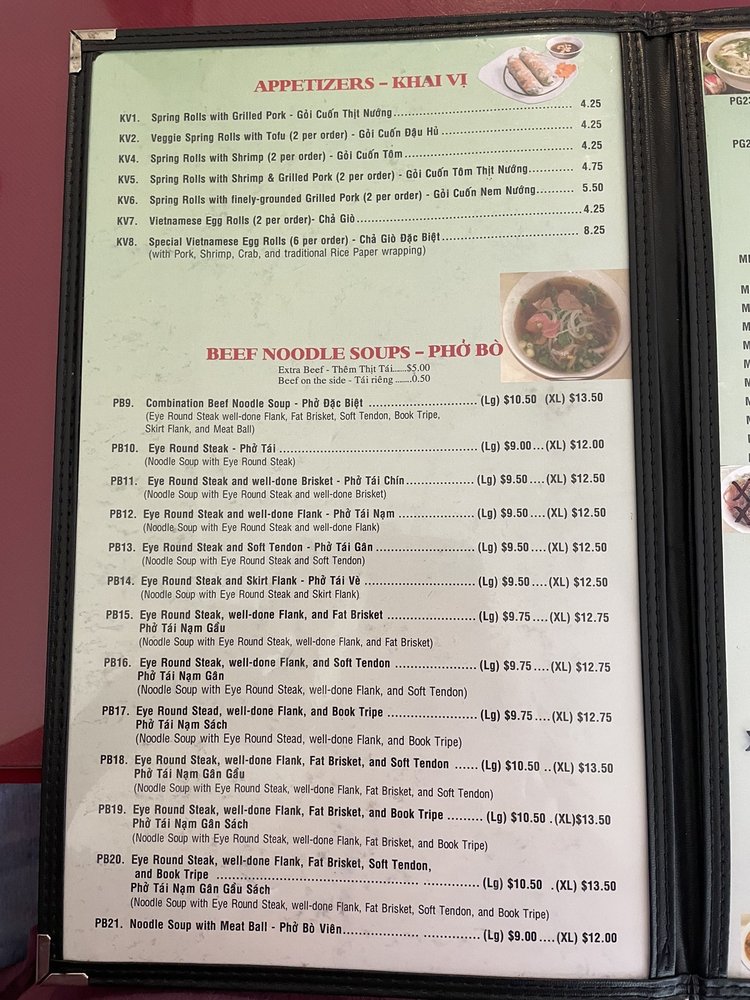 APPETIZERS – KHAI VỊ
KV1. Spring Rolls with Grilled Pork - Gỏi Cuốn Thịt Nướng 4.25
KV2. Veggie Spring Rolls with Tofu (2 per order) - Gỏi Cuốn Đậu Hủ 4.25
KV4. Spring Rolls with Shrimp (2 per order) - Gỏi Cuốn Tôm 4.25
KV5. Spring Rolls with Shrimp & Grilled Pork (2 per order) - Gỏi Cuốn Tôm Thịt Nướng 4.75
KV6. Spring Rolls with finely-grounded Grilled Pork (2 per order) - Gỏi Cuốn Nem Nướng 5.50
KV7. Vietnamese Egg Rolls (2 per order)- Chả Giò 4.25
KV8. Special Vietnamese Egg Rolls (6 per order) - Chả Giò Đặc Biệt 8.25
(with Pork, Shrimp, Crab, and traditional Rice Paper wrapping)
BEEF NOODLE SOUPS – PHỞ BÒ
Extra Beef - Thêm Thịt Tái......$5.00
Beef on the side - Tái riêng .......0.50
PB9. Combination Beef Noodle Soup - Phở Đặc Biệt (Lg) $10.50 (XL) $13.50
(Eye Round Steak well-done Flank, Fat Brisket, Soft Tendon, Book Tripe,
Skirt Flank, and Meat Ball)
PB10. Eye Round Steak - Phở Tái (Lg) $9.00 ... (XL) $12.00
(Noodle Soup with Eye Round Steak)
PB11. Eye Round Steak and well-done Brisket - Phở Tái Chín (Lg) $9.50 .... (XL) $12.50
(Noodle Soup with Eye Round Steak and well-done Brisket)
PB12. Eye Round Steak and well-done Flank - Phở Tái Nạm (Lg) $9.50 .... (XL) $12.50
(Noodle Soup with Eye Round Steak and well-done Flank)
PB13. Eye Round Steak and Soft Tendon - Phở Tái Gân (Lg) $9.50 .... (XL) $12.50
(Noodle Soup with Eye Round Steak and Soft Tendon)
PB14. Eye Round Steak and Skirt Flank - Phở Tái Vè (Lg) $9.50 .... (XL) $12.50
(Noodle Soup with Eye Round Steak and Skirt Flank)
PB15. Eye Round Steak, well-done Flank, and Fat Brisket (Lg) $9.75 .... (XL) $12.75
Phở Tái Nạm Gầu
(Noodle Soup with Eye Round Steak, well-done Flank, and Fat Brisket)
PB16. Eye Round Steak, well-done Flank, and Soft Tendon (Lg) $9.75 .... (XL) $12.75
Phở Tái Nạm Gân
(Noodle Soup with Eye Round Steak, well-done Flank, and Soft Tendon)
PB17. Eye Round Stead, well-done Flank, and Book Tripe (Lg) $9.75 .... (XL) $12.75
Phở Tái Nạm Sách
(Noodle Soup with Eye Round Stead, well-done Flank, and Book Tripe)
PB18. Eye Round Steak, well-done Flank, Fat Brisket, and Soft Tendon ...... (Lg) $10.50 ..(XL) $13.50
Phở Tái Nạm Gân Gầu
(Noodle Soup with Eye Round Steak, well-done Flank, Fat Brisket, and Soft Tendon)
PB19. Eye Round Steak, well-done Flank, Fat Brisket, and Book Tripe ......... (Lg) $10.50 .(XL)$13.50
Phở Tái Nạm Gân Sách
(Noodle Soup with Eye Round Steak, well-done Flank, Fat Brisket, and Book Tripe)
PB20. Eye Round Steak, well-done Flank, Fat Brisket, Soft Tendon,
and Book Tripe (Lg) $10.50 .(XL) $13.50
Phở Tái Nạm Gân Gầu Sách
(Noodle Soup with Eye Round Steak, well-done Flank, Fat Brisket, Soft Tendon, and Book Tripe)
PB21. Noodle Soup with Meat Ball - Phở Bò Viên (Lg) $9.00 .... (XL) $12.00